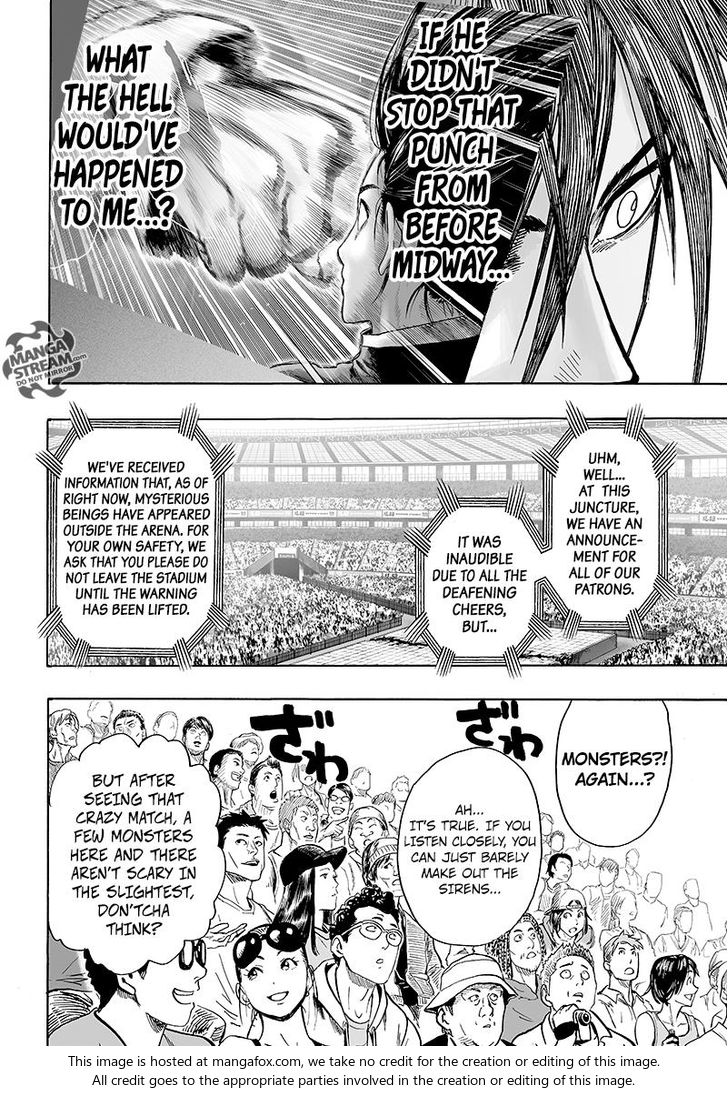 IF HE
DIDN'T
STOP THAT
PUNCH
FROM
BEFORE
MIDWAY...
WHAT
THE HELL
WOULD'VE
HAPPENED
TO ME...?
MANGA
STREAM.com
DO NOT MIRROR
UHM,
WELL...
AT THIS
JUNCTURE,
WE HAVE AN
ANNOUNCE-
MENT FOR
ALL OF OUR
PATRONS.
IT WAS
INAUDIBLE
DUE TO ALL THE
DEAFENING
CHEERS,
BUT...
WE'VE RECEIVED
INFORMATION THAT, AS OF
RIGHT NOW, MYSTERIOUS
BEINGS HAVE APPEARED
OUTSIDE THE ARENA. FOR
YOUR OWN SAFETY, WE
ASK THAT YOU PLEASE DO
NOT LEAVE THE STADIUM
UNTIL THE WARNING
HAS BEEN LIFTED.
MONSTERS?!
AGAIN...?
ざわ
AH...
IT'S TRUE. IF YOU
LISTEN CLOSELY, YOU
CAN JUST BARELY
MAKE OUT THE
SIRENS...
ざわ
BUT AFTER
SEEING THAT
CRAZY MATCH, A
FEW MONSTERS
HERE AND THERE
AREN'T SCARY IN
THE SLIGHTEST,
DON'TCHA
THINK?
This image is hosted at mangafox.com, we take no credit for the creation or editing of this image.
All credit goes to the appropriate parties involved in the creation or editing of this image.